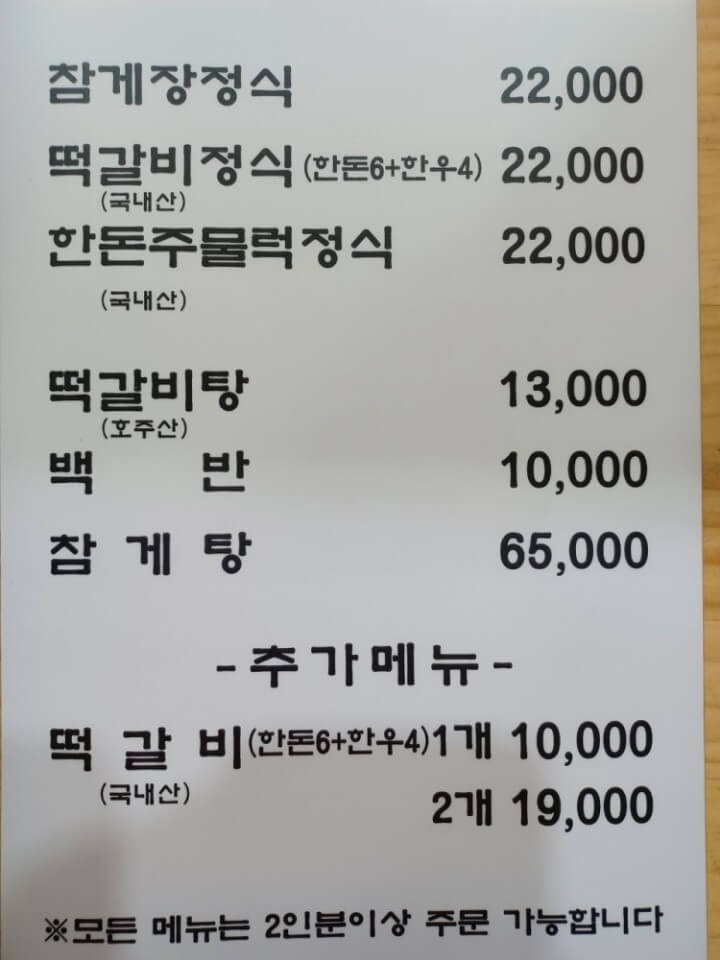 참게장정식 22,000
떡갈비정식(한돈6+한우4) 22,000
(국내산)
한돈주물럭정식 22,000
(국내산)
떡갈비탕 13,000
(호주산)
백 반 10,000
참 게 탕 65,000
-추가메뉴-
떡 갈 비(한돈6+한우4)1개 10,000
(국내산)
2개 19,000
※모든 메뉴는 2인분이상 주문 가능합니다